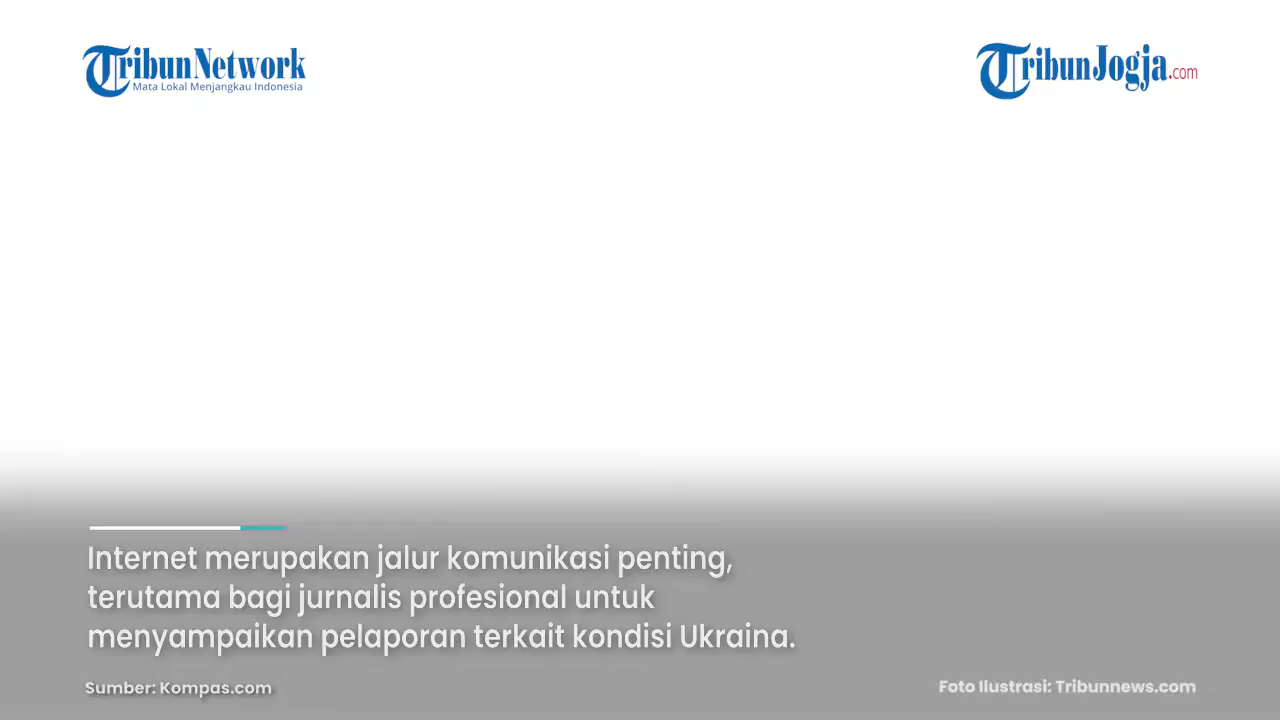 TribunNetwork
Mata Lokal Menjangkau Indonesia
TribunJogja.com
Internet merupakan jalur komunikasi penting,
terutama bagi jurnalis profesional untuk
menyampaikan pelaporan terkait kondisi Ukraina.
Sumber: Kompas.com
Foto Ilustrasi: Tribunnews.com